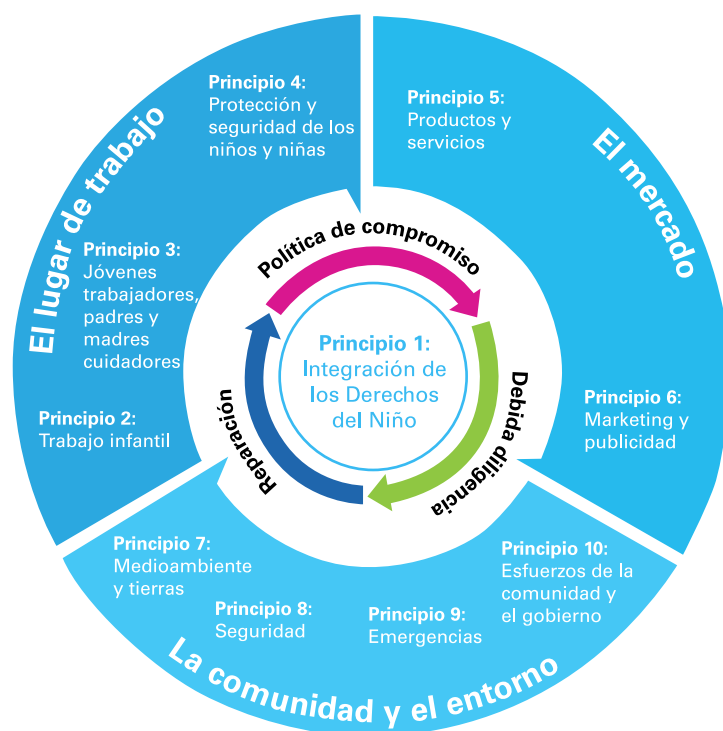 El lugar de trabajo
Principio 4:
Protección y
seguridad de los
niños y niñas
Principio 3:
Jóvenes
trabajadores,
padres y
madres
cuidadores
Principio 2:
Trabajo infantil
El mercado
Principio 5:
Productos y
servicios
Principio 6:
Marketing y
publicidad
Política de compromiso
Debida diligencia
Reparación
Principio 1:
Integración de
los Derechos
del Niño
Principio 7:
Medioambiente
y tierras
Principio 8:
Seguridad
Principio 9:
Emergencias
Principio 10:
Esfuerzos de la
comunidad y
el gobierno
La comunidad y el entorno